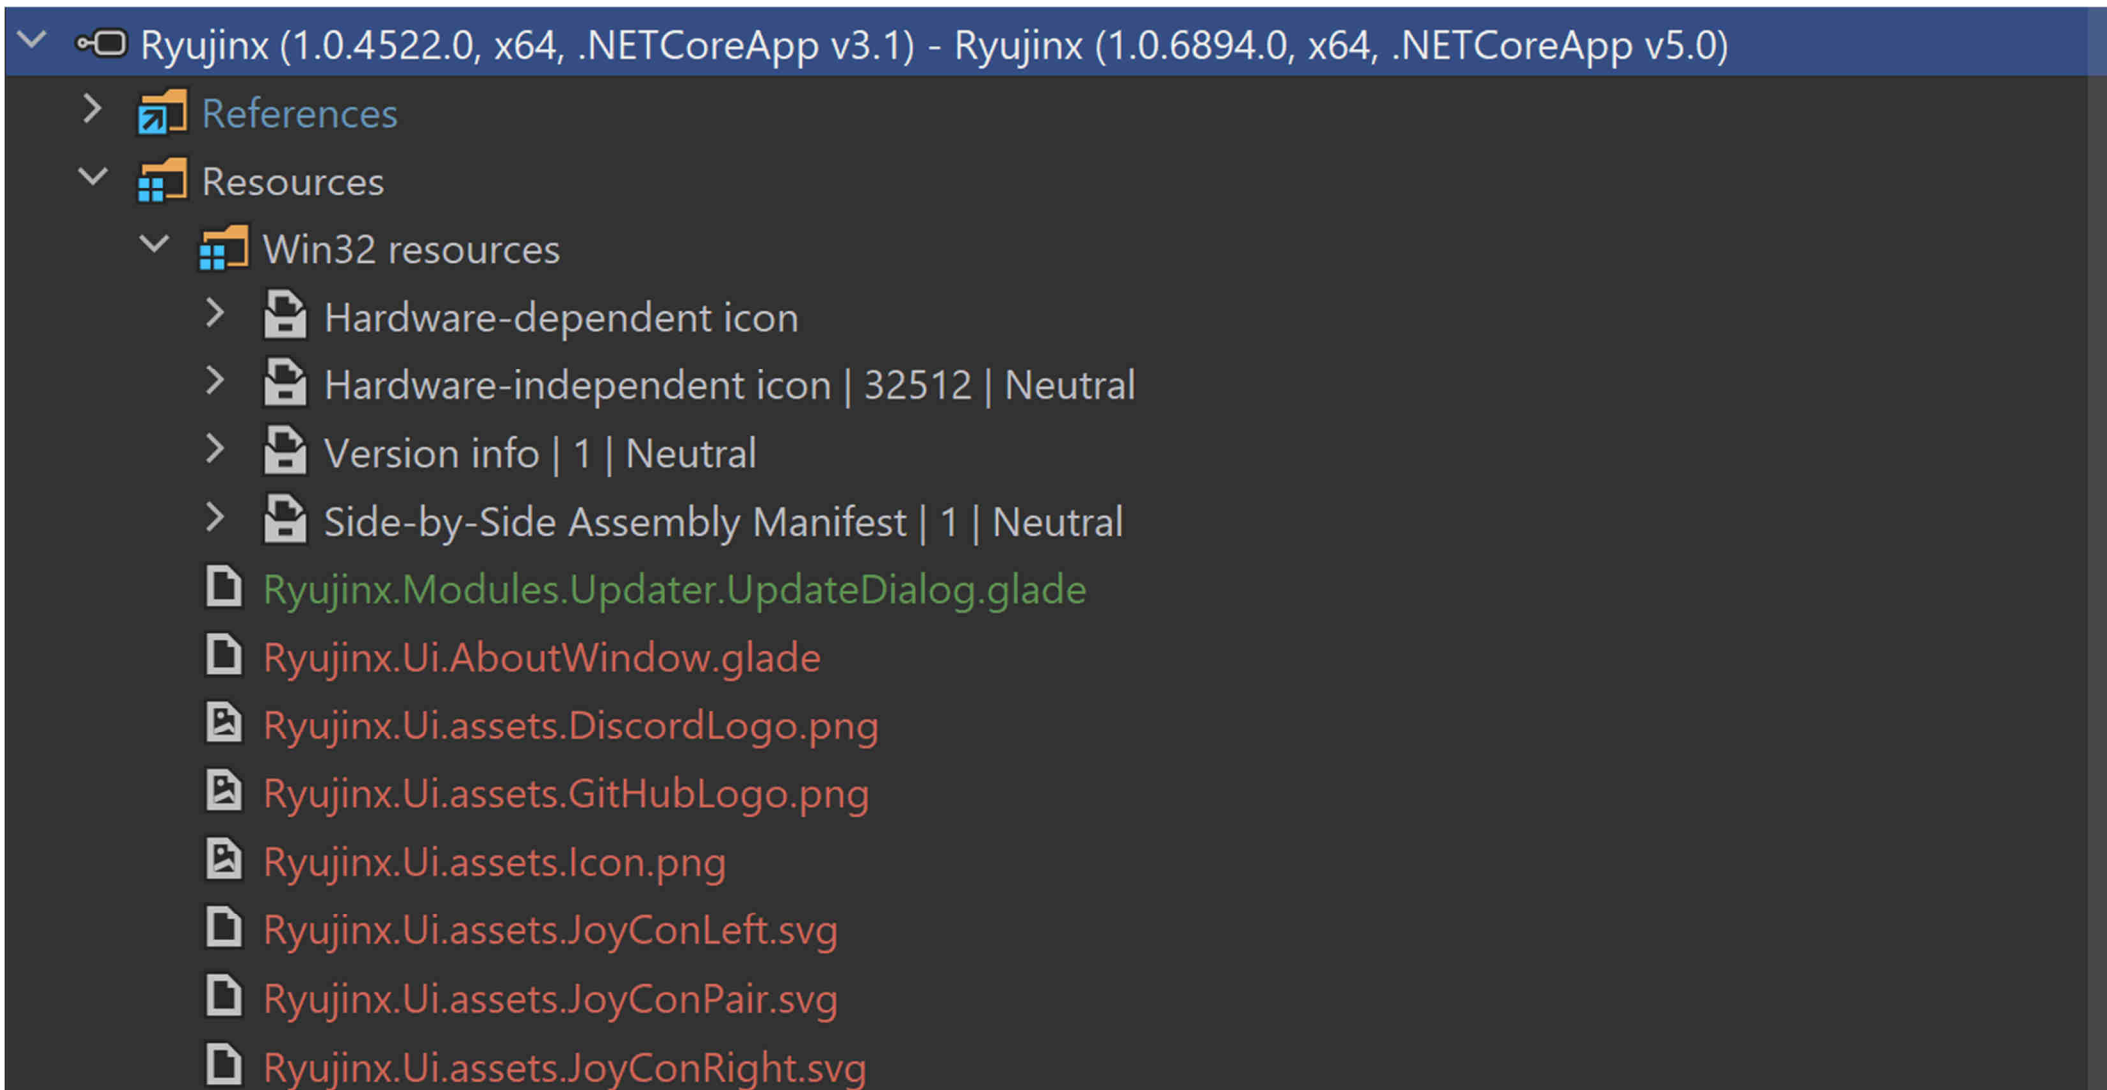 Ryujinx (1.0.4522.0, x64, .NETCoreApp v3.1) - Ryujinx (1.0.6894.0, x64, .NETCoreApp v5.0)
References
Resources
Win32 resources
Hardware-dependent icon
Hardware-independent icon | 32512 | Neutral
Version info | 1 | Neutral
Side-by-Side Assembly Manifest | 1 | Neutral
Ryujinx.Modules.Updater.UpdateDialog.glade
Ryujinx.Ui.AboutWindow.glade
Ryujinx.Ui.assets.DiscordLogo.png
Ryujinx.Ui.assets.GitHubLogo.png
Ryujinx.Ui.assets.Icon.png
Ryujinx.Ui.assets.JoyConLeft.svg
Ryujinx.Ui.assets.JoyConPair.svg
Ryujinx.Ui.assets.JoyConRight.svg